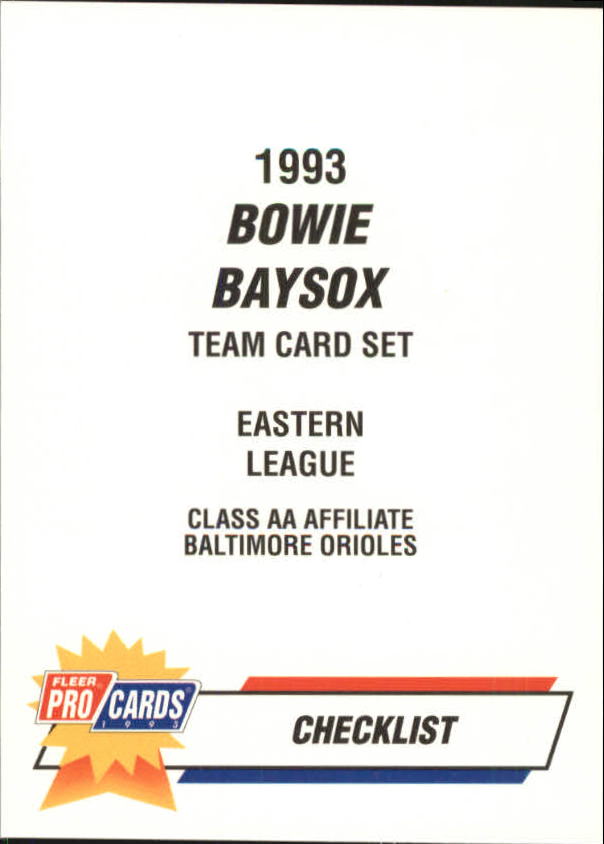 1993
BOWIE
BAYSOX
TEAM CARD SET
EASTERN
LEAGUE
CLASS AA AFFILIATE
BALTIMORE ORIOLES
FLEER®
PRO CARDS®
1993
CHECKLIST